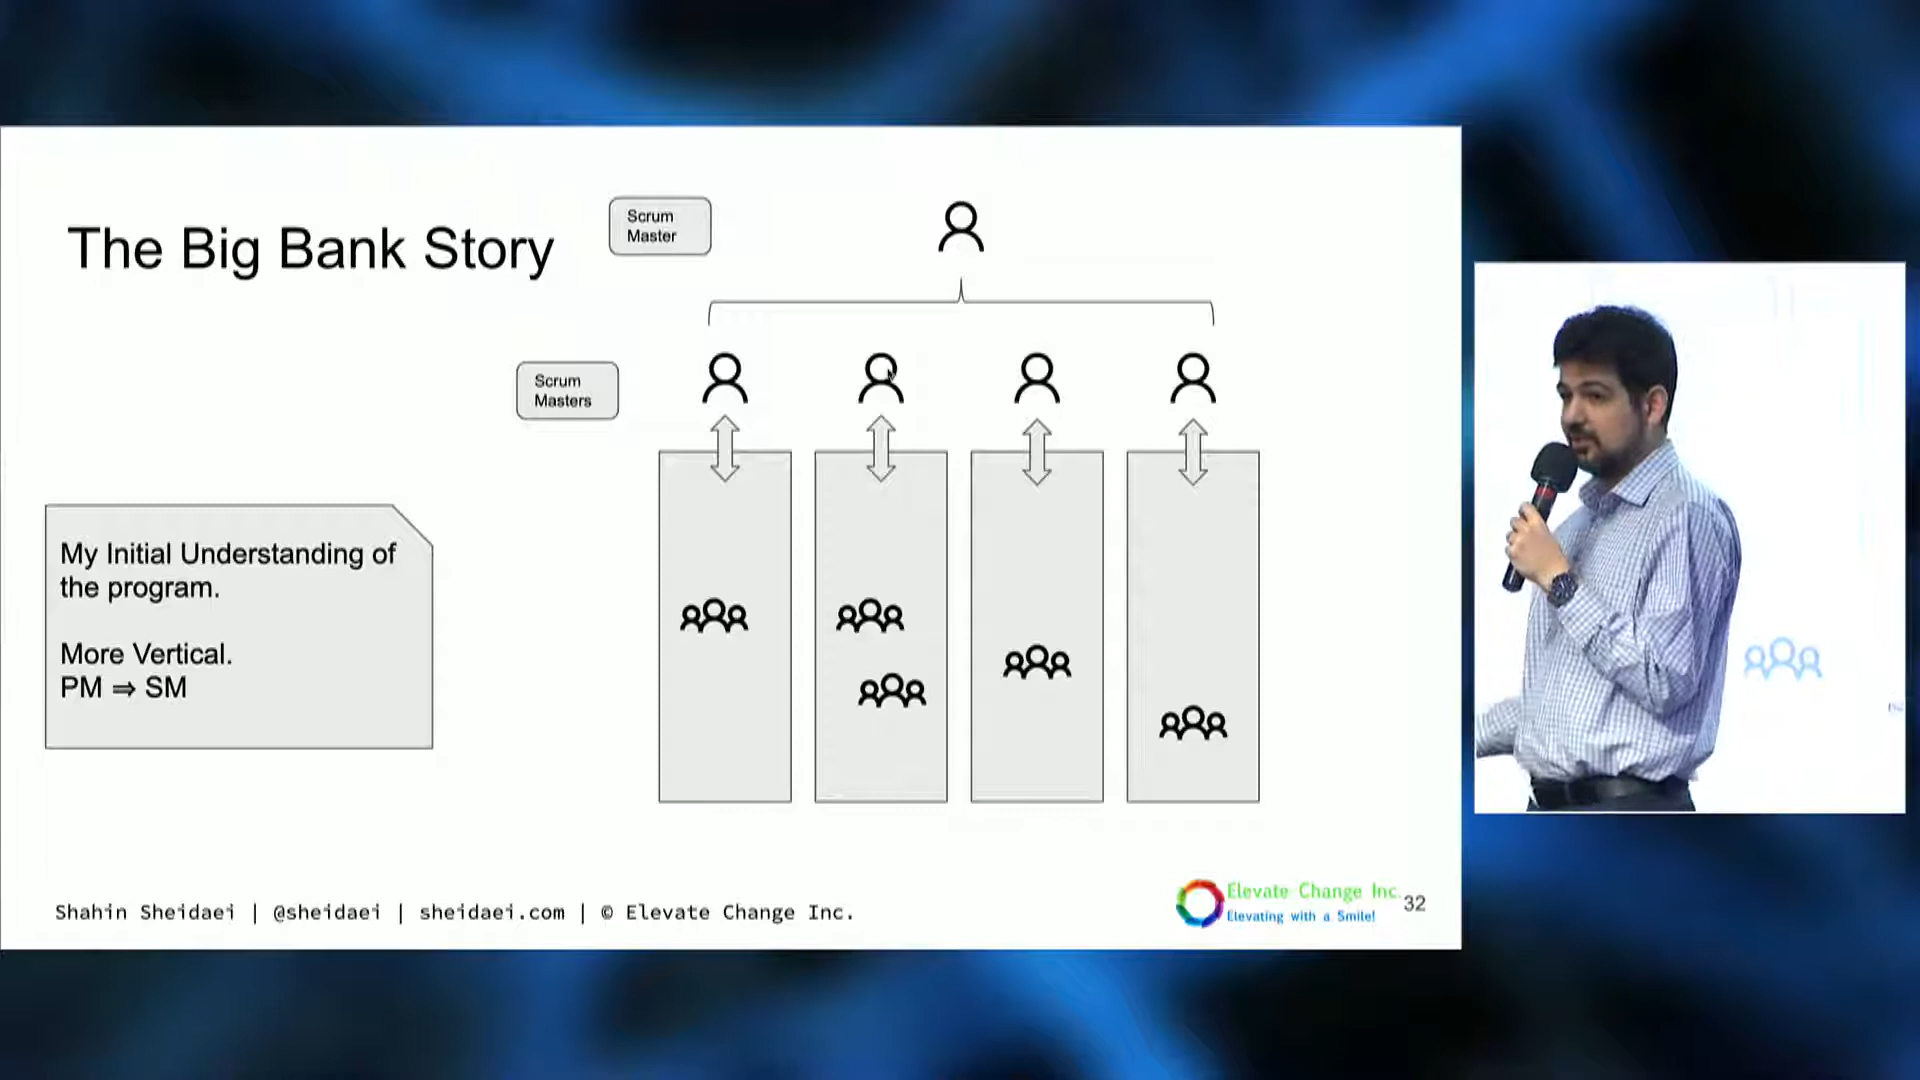 The Big Bank Story
Scrum
Master
Scrum
Masters
My Initial Understanding of
the program.
More Vertical.
PM ⇒ SM
Shahin Sheidaei | @sheidaei | sheidaei.com | © Elevate Change Inc.
Elevate Change Inc.
Elevating with a Smile!
32